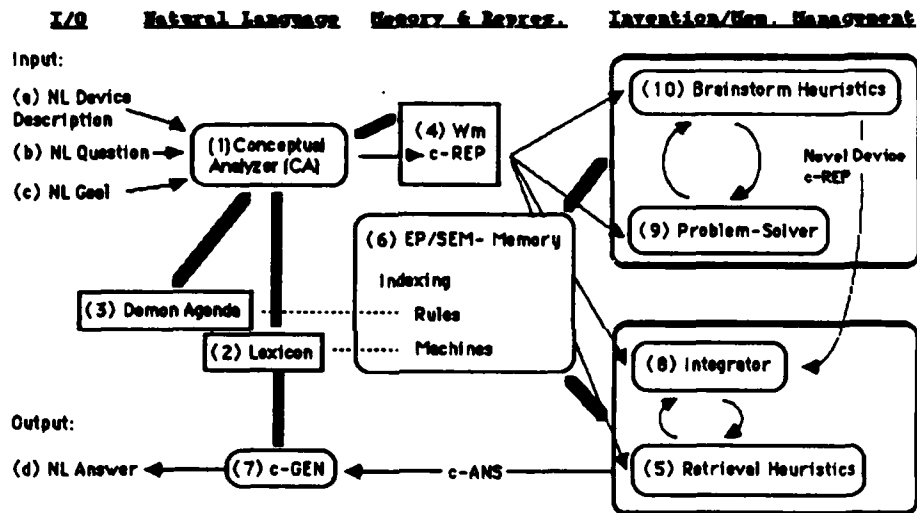 I/O Natural Language Memory & Repres. Invention/Mem. Management
Input:
(a) NL Device
Description
(b) NL Question
(c) NL Goal
(1) Conceptual
Analyzer (CA)
(4) Wm
c-REP
(10) Brainstorm Heuristics
Novel Device
c-REP
(9) Problem-Solver
(6) EP/SEM- Memory
Indexing
Rules
Machines
(3) Demon Agenda
(2) Lexicon
(8) Integrator
(5) Retrieval Heuristics
Output:
(d) NL Answer
(7) c-GEN
c-ANS